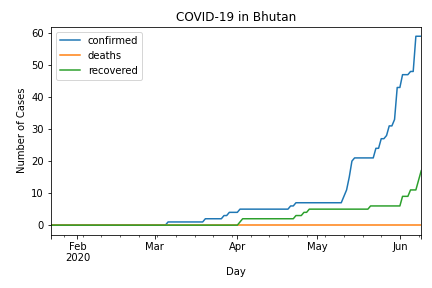 COVID-19 in Bhutan
confirmed
deaths
recovered
Number of Cases
60
50
40
30
20
10
0
Feb Mar Apr May Jun
2020
Day